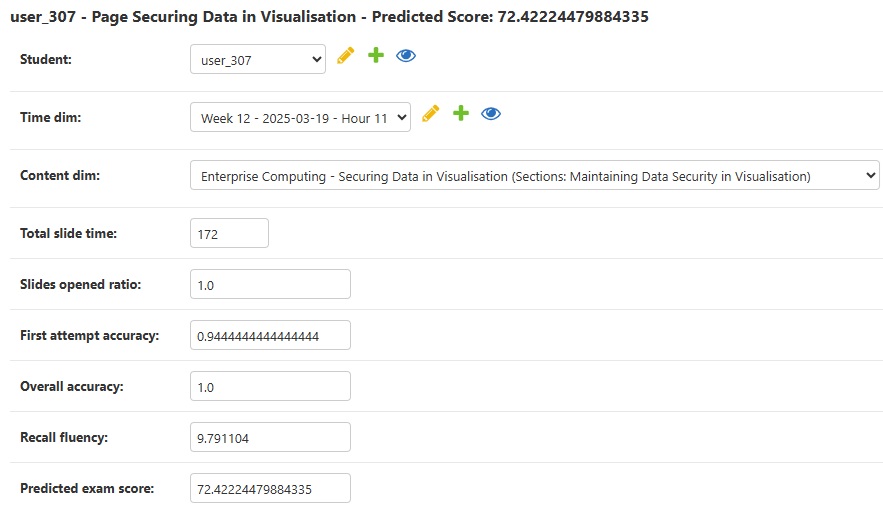 user_307 - Page Securing Data in Visualisation - Predicted Score: 72.42224479884335
Student: user_307
Time dim: Week 12 - 2025-03-19 - Hour 11
Content dim: Enterprise Computing - Securing Data in Visualisation (Sections: Maintaining Data Security in Visualisation)
Total slide time: 172
Slides opened ratio: 1.0
First attempt accuracy: 0.9444444444444444
Overall accuracy: 1.0
Recall fluency: 9.791104
Predicted exam score: 72.42224479884335